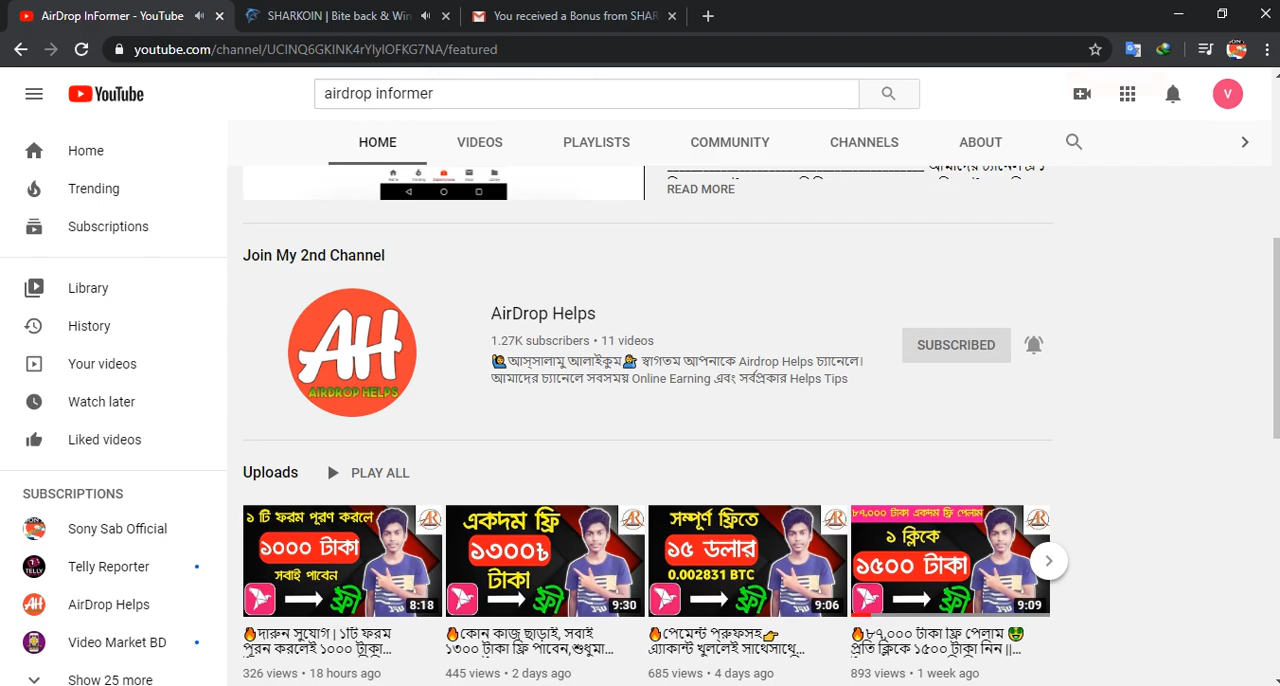 AirDrop InFormer - YouTube
SHARKOIN | Bite back & Win
You received a Bonus from SHAR
youtube.com/channel/UCINQ6GKINK4rYIyIOFKG7NA/featured
YouTube
airdrop informer
V
HOME
VIDEOS
PLAYLISTS
COMMUNITY
CHANNELS
ABOUT
Home
Trending
Subscriptions
Library
History
Your videos
Watch later
Liked videos
SUBSCRIPTIONS
Sony Sab Official
Telly Reporter
AirDrop Helps
Video Market BD
Show 25 more
READ MORE
Join My 2nd Channel
AH
AIRDROP HELPS
AirDrop Helps
1.27K subscribers • 11 videos
🙋আস্সালামু আলাইকুম💁 স্বাগতম আপনাকে Airdrop Helps চ্যানেলে।
আমাদের চ্যানেলে সবসময় Online Earning এবং সর্বপ্রকার Helps Tips
SUBSCRIBED
Uploads
PLAY ALL
১ টি ফরম পূরণ করলে
১০০০ টাকা
সবাই পাবেন
ফ্রী
8:18
🔥দারুন সুযোগ | ১টি ফরম
পূরন করলেই ১০০০ টাকা...
326 views • 18 hours ago
একদম ফ্রি
১৩০০৳
টাকা
ফ্রী
9:30
🔥কোন কাজ ছাড়াই, সবাই
১৩০০ টাকা ফ্রি পাবেন,শুধুমা...
445 views • 2 days ago
সম্পূর্ণ ফ্রিতে
১৫ ডলার
0.002831 BTC
ফ্রী
9:06
🔥পেমেন্ট প্রুফসহ👉
এ্যাকান্ট খুললেই সাথেসাথে...
685 views • 4 days ago
৮৭,০০০ টাকা একদম ফ্রি পেলাম
১ ক্লিকে
১৫০০ টাকা
ফ্রী
9:09
🔥৮৭,০০০ টাকা ফ্রি পেলাম 🤑
প্রতি ক্লিকে ১৫০০ টাকা নিন ||...
893 views • 1 week ago